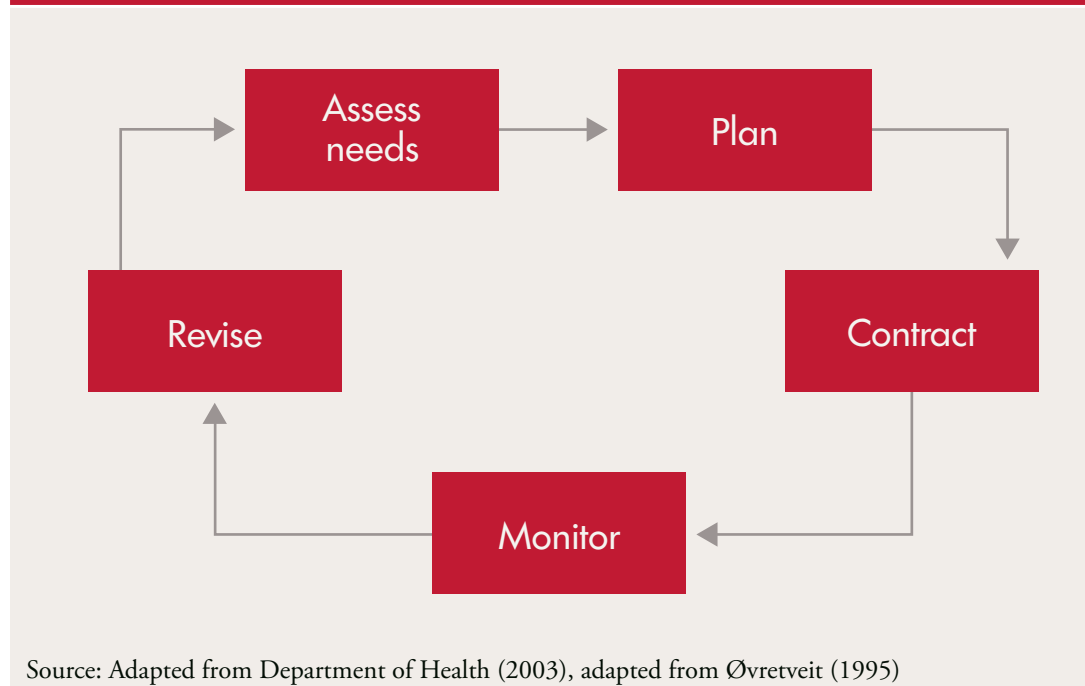 Assess
needs
Plan
Contract
Monitor
Revise
Source: Adapted from Department of Health (2003), adapted from Øvretveit (1995)